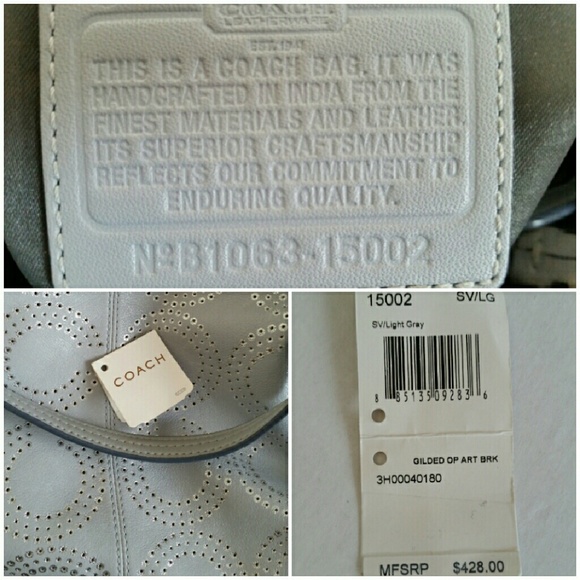 COACH
LEATHERWARE
EST. 1941
THIS IS A COACH BAG. IT WAS
HANDCRAFTED IN INDIA FROM THE
FINEST MATERIALS AND LEATHER
ITS SUPERIOR CRAFTSMANSHIP
REFLECTS OUR COMMITMENT TO
ENDURING QUALITY.
Nº B1063-15002
COACH
15002 SV/LG
SV/Light Gray
8 85135 09283 6
GILDED OP ART BRK
3H00040180
MFSRP $428.00